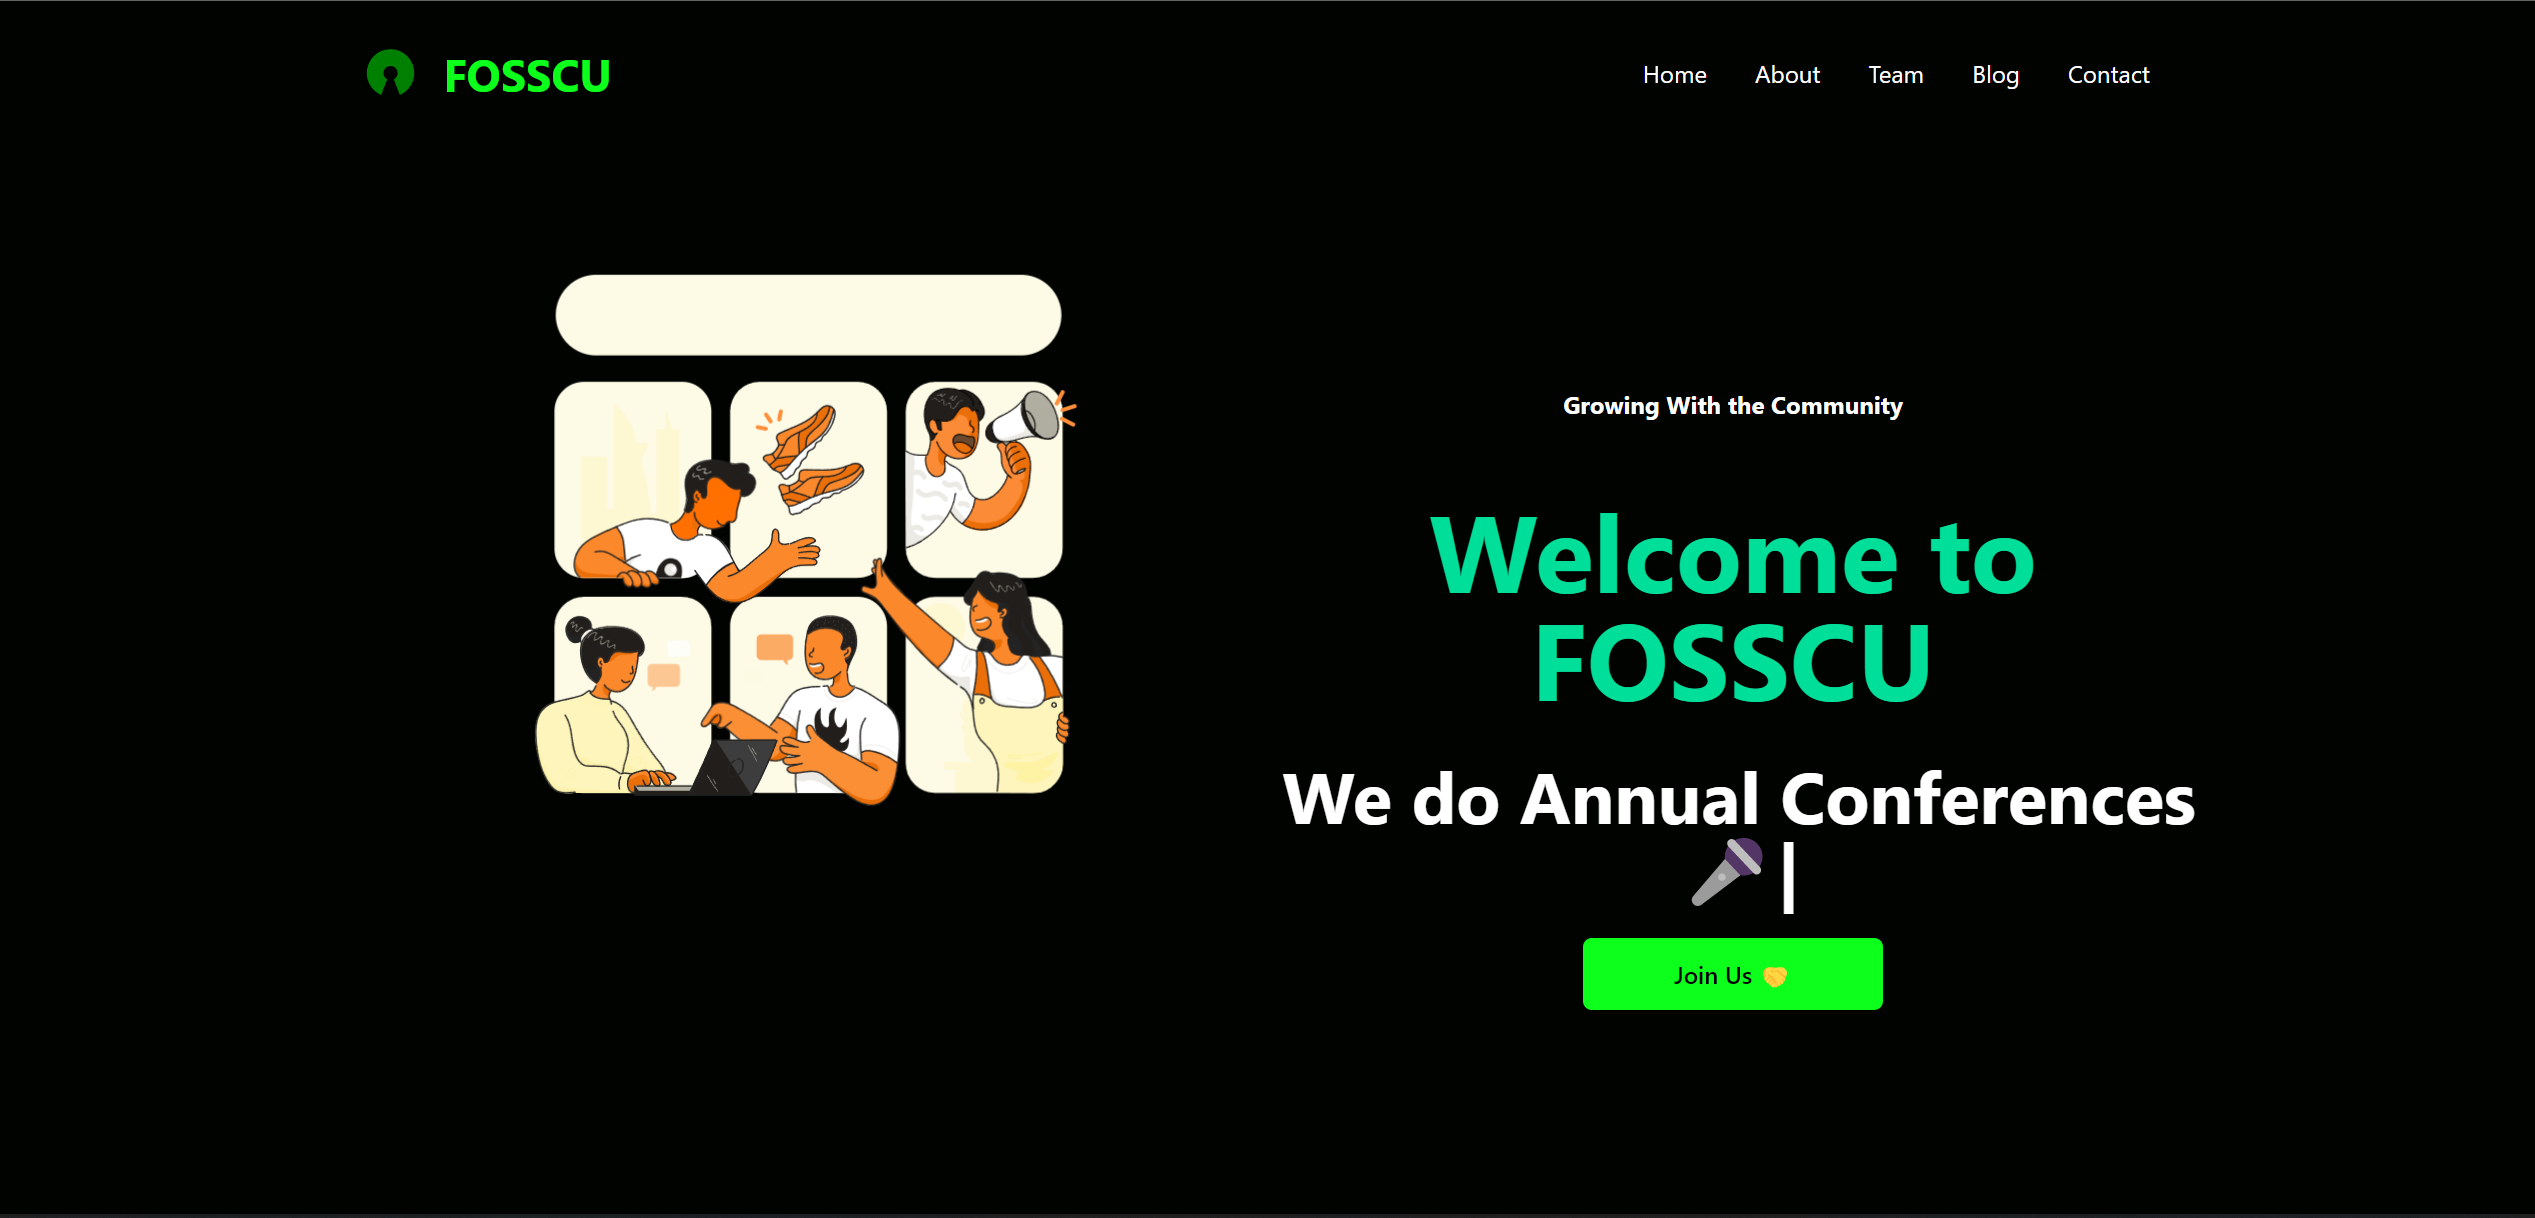 FOSSCU
Home About Team Blog Contact
Growing With the Community
Welcome to
FOSSCU
We do Annual Conferences
🎤 |
Join Us 🤝